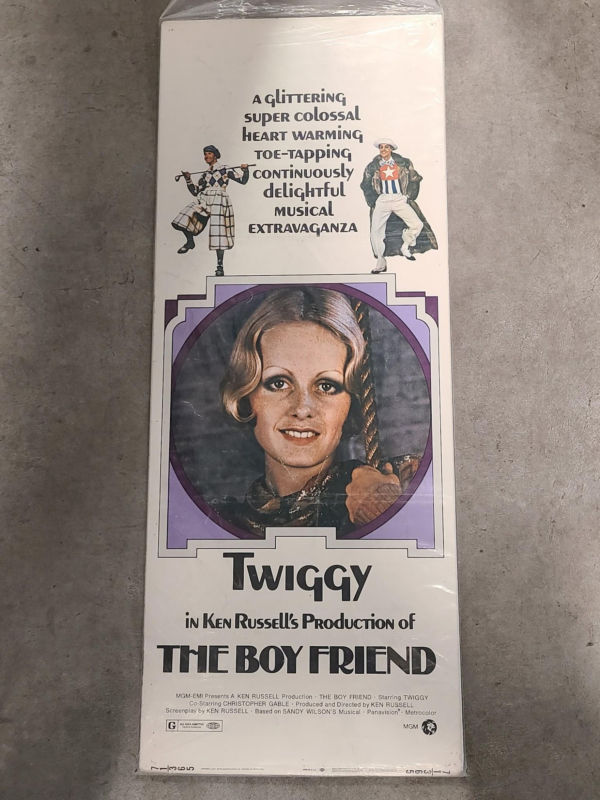 A GLITTERING
SUPER COLOSSAL
HEART WARMING
TOE-TAPPING
CONTINUOUSLY
DELIGHTFUL
MUSICAL
EXTRAVAGANZA
TWIGGY
IN KEN RUSSELL'S PRODUCTION OF
THE BOY FRIEND
MGM-EMI Presents A KEN RUSSELL Production · THE BOY FRIEND · Starring TWIGGY
Co-Starring CHRISTOPHER GABLE · Produced and Directed by KEN RUSSELL
Screenplay by KEN RUSSELL · Based on SANDY WILSON'S Musical · Panavision® · Metrocolor
G
MGM